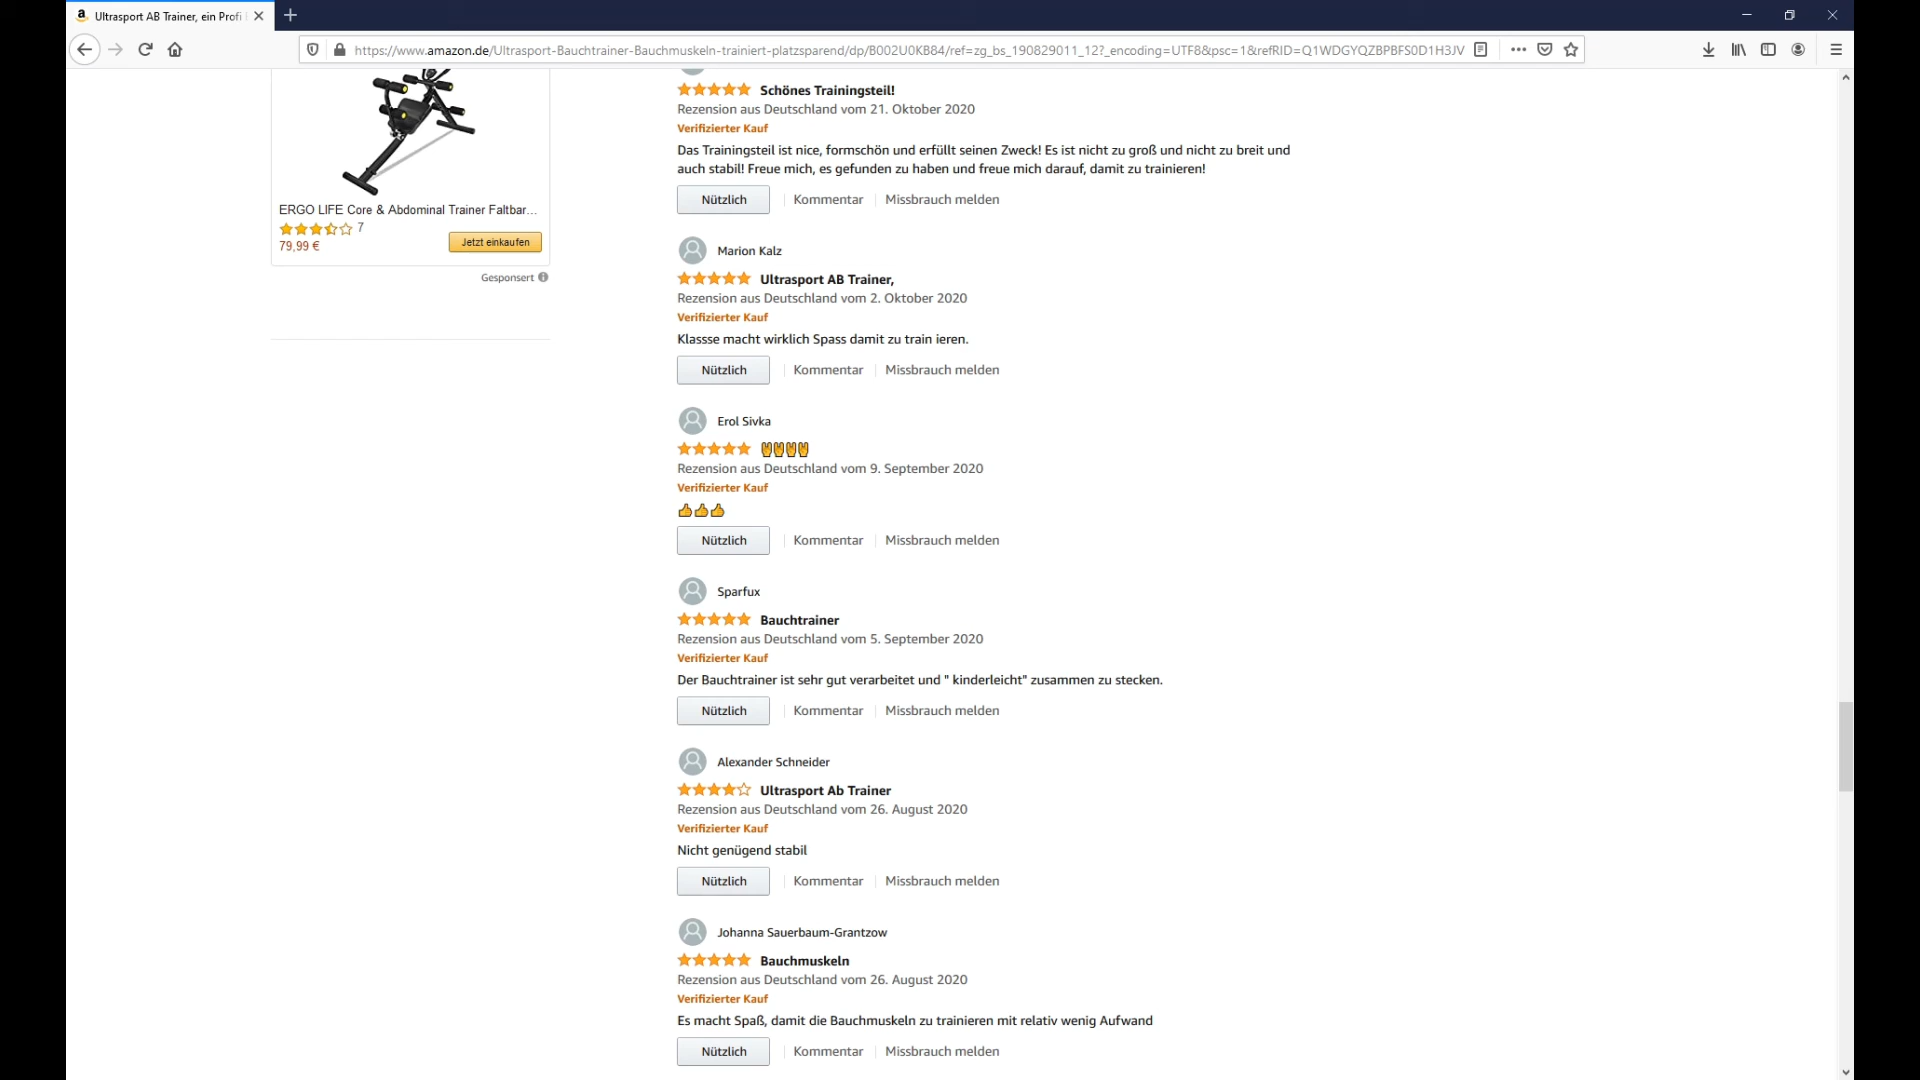 Ultrasport AB Trainer, ein Profi
https://www.amazon.de/Ultrasport-Bauchtrainer-Bauchmuskeln-trainiert-platzsparend/dp/B002U0KB84/ref=zg_bs_190829011_12?_encoding=UTF8&psc=1&refRID=Q1WDGYQZBPBFS0D1H3JV
ERGO LIFE Core & Abdominal Trainer Faltbar...
7
79,99 €
Jetzt einkaufen
Gesponsert
Schönes Trainingsteil!
Rezension aus Deutschland vom 21. Oktober 2020
Verifizierter Kauf
Das Trainingsteil ist nice, formschön und erfüllt seinen Zweck! Es ist nicht zu groß und nicht zu breit und
auch stabil! Freue mich, es gefunden zu haben und freue mich darauf, damit zu trainieren!
Nützlich Kommentar Missbrauch melden
Marion Kalz
Ultrasport AB Trainer,
Rezension aus Deutschland vom 2. Oktober 2020
Verifizierter Kauf
Klassse macht wirklich Spass damit zu train ieren.
Nützlich Kommentar Missbrauch melden
Erol Sivka
Rezension aus Deutschland vom 9. September 2020
Verifizierter Kauf
Nützlich Kommentar Missbrauch melden
Sparfux
Bauchtrainer
Rezension aus Deutschland vom 5. September 2020
Verifizierter Kauf
Der Bauchtrainer ist sehr gut verarbeitet und " kinderleicht" zusammen zu stecken.
Nützlich Kommentar Missbrauch melden
Alexander Schneider
Ultrasport Ab Trainer
Rezension aus Deutschland vom 26. August 2020
Verifizierter Kauf
Nicht genügend stabil
Nützlich Kommentar Missbrauch melden
Johanna Sauerbaum-Grantzow
Bauchmuskeln
Rezension aus Deutschland vom 26. August 2020
Verifizierter Kauf
Es macht Spaß, damit die Bauchmuskeln zu trainieren mit relativ wenig Aufwand
Nützlich Kommentar Missbrauch melden